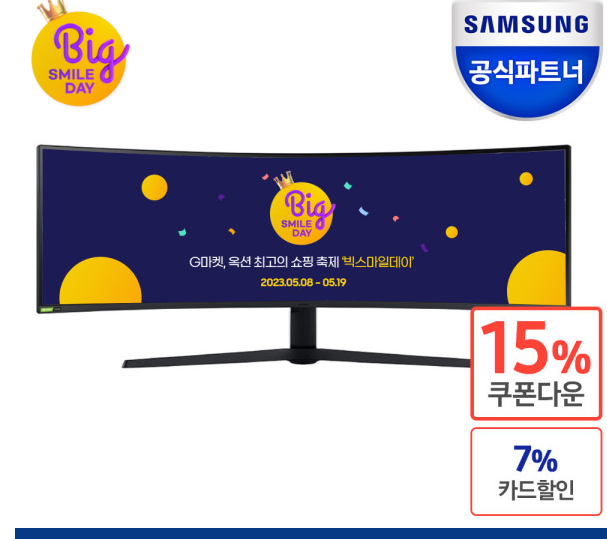 Big
SMILE
DAY
SAMSUNG
공식파트너
Big
SMILE
DAY
G마켓, 옥션 최고의 쇼핑 축제 '빅스마일데이'
2023.05.08 - 05.19
15%
쿠폰다운
7%
카드할인